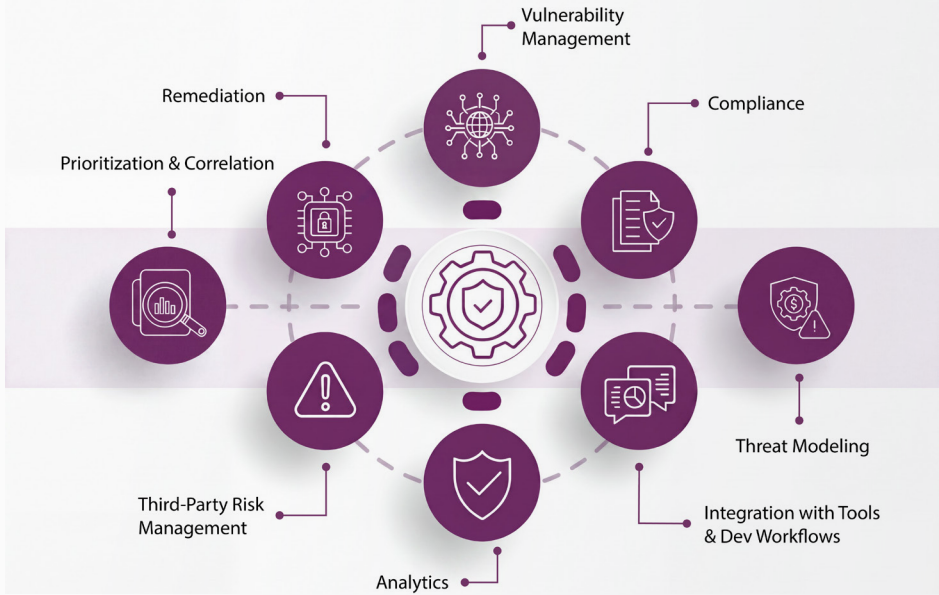 Vulnerability
Management
Remediation
Compliance
Prioritization & Correlation
Threat Modeling
Third-Party Risk
Management
Integration with Tools
& Dev Workflows
Analytics